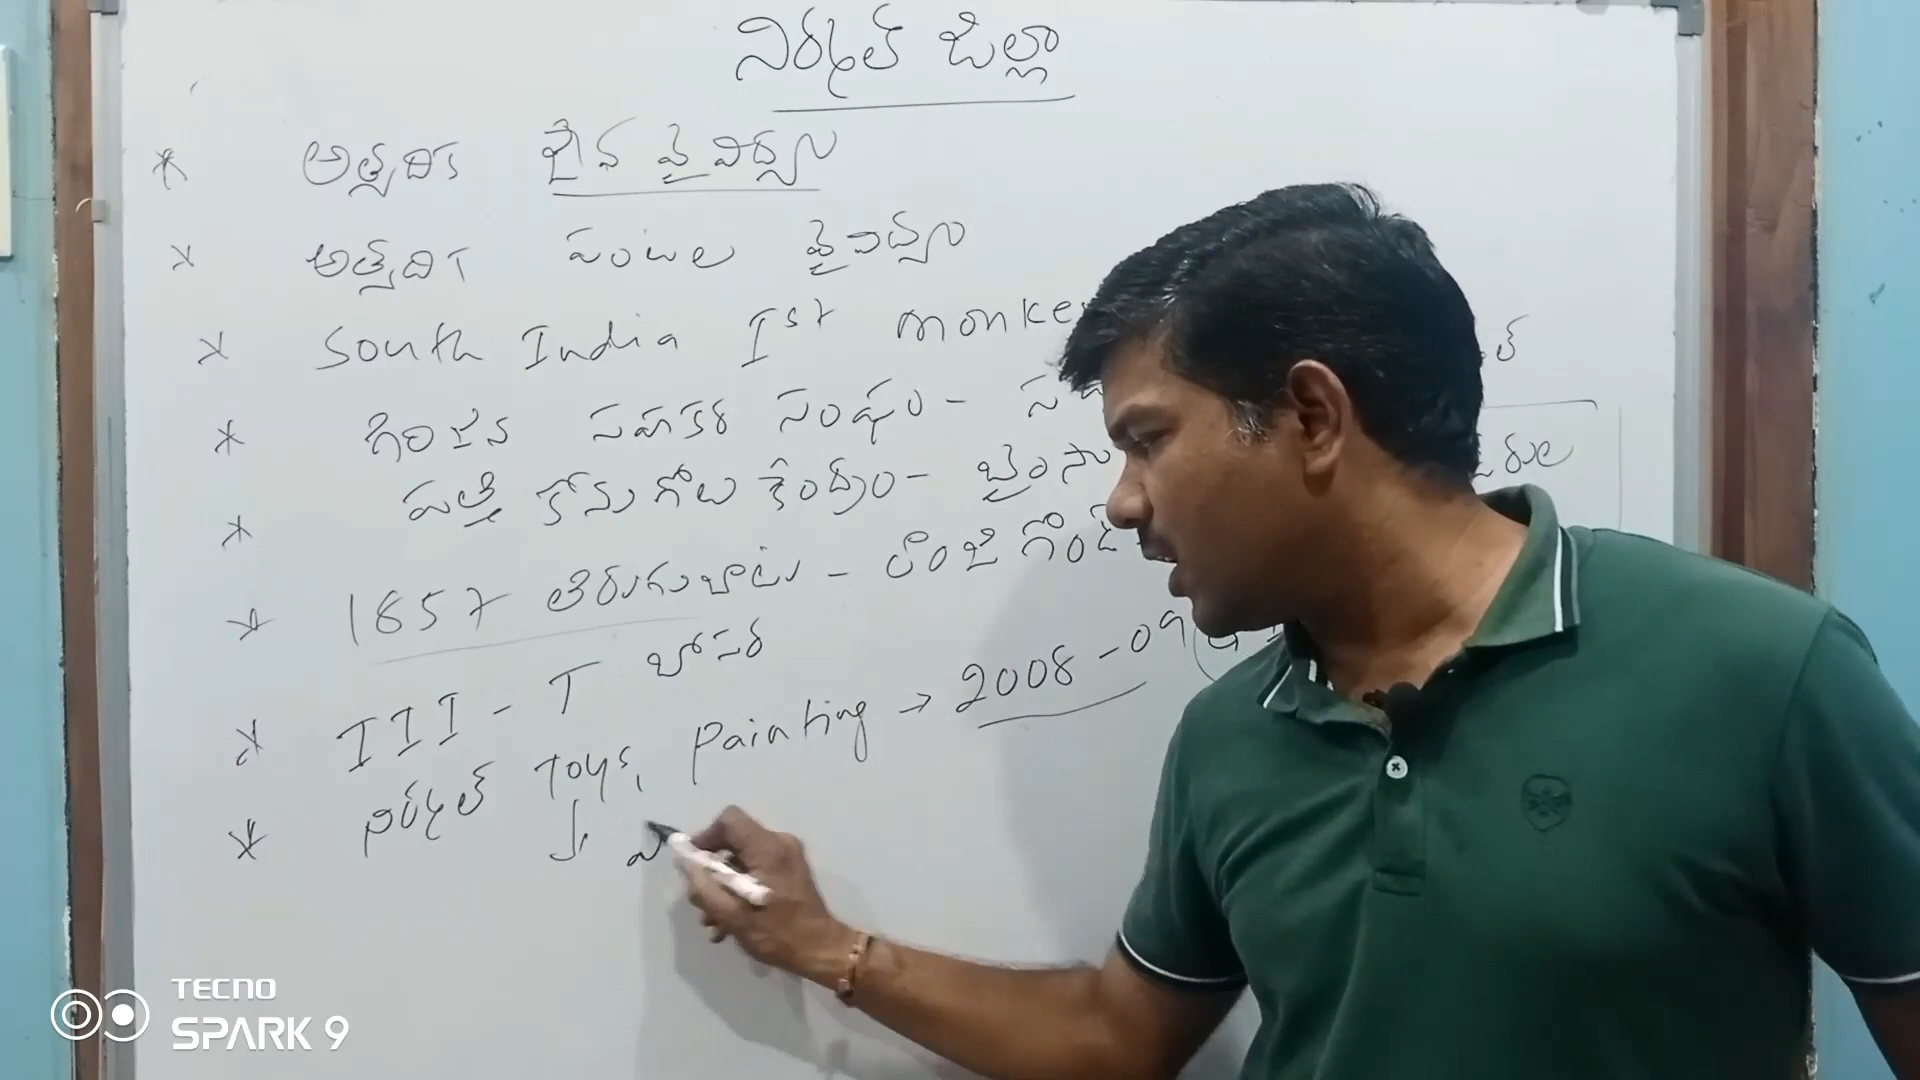 నిర్మల్ జిల్లా
* అత్యధిక జీవ వైవిధ్యం
* అత్యధిక పంటల వైవిధ్యం
* South India Ist monke
* గిరిజన సహకార సంఘం -
* పత్తి కొనుగోలు కేంద్రం - బైంసా
* 1857 తిరుగుబాటు - రాంజి గోండ్
* III - T బాసర
* నిర్మల్ Toys, Painting → 2008-09
TECNO
SPARK 9